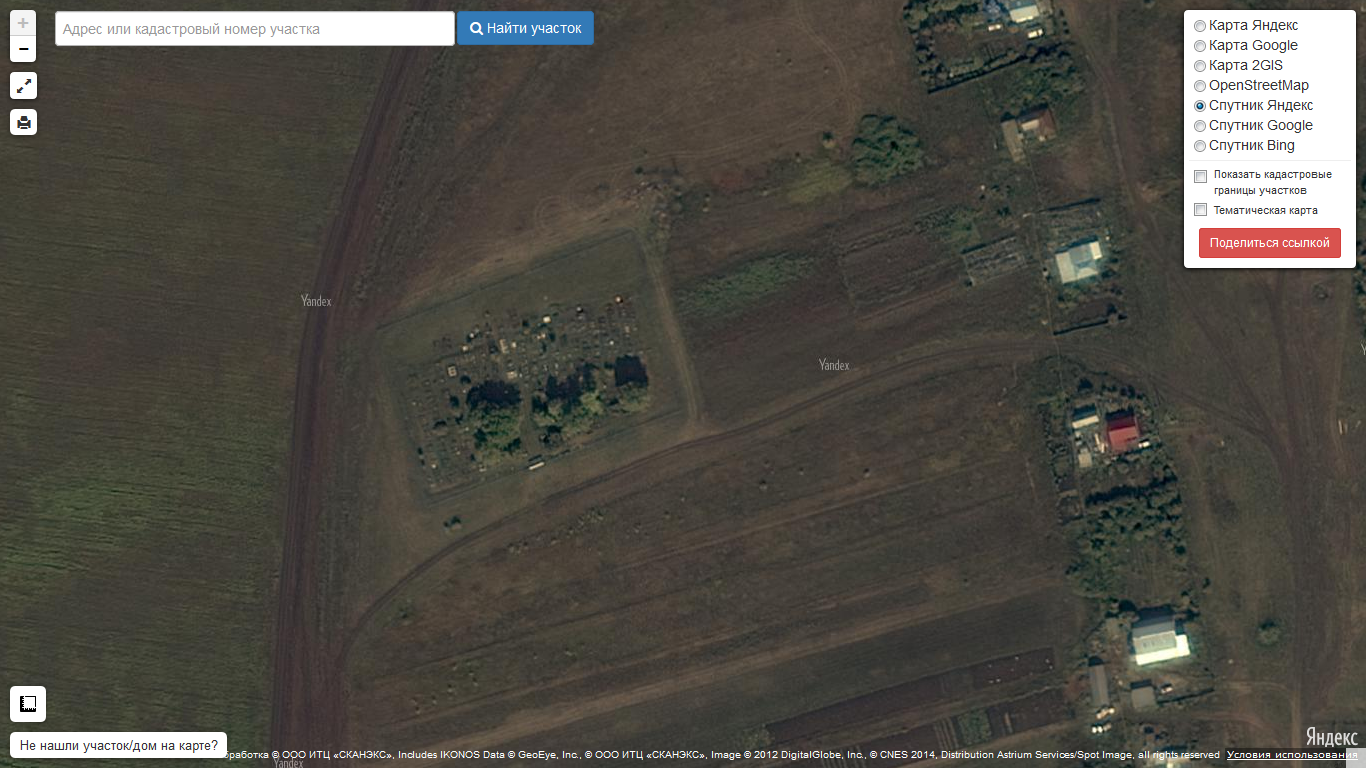 +
Адрес или кадастровый номер участка
Найти участок
−
Карта Яндекс
Карта Google
Карта 2GIS
OpenStreetMap
Спутник Яндекс
Спутник Google
Спутник Bing
Показать кадастровые
границы участков
Тематическая карта
Поделиться ссылкой
Yandex
Yandex
Яндекс
Не нашли участок/дом на карте?
© ООО ИТЦ «СКАНЭКС», Includes IKONOS Data © GeoEye, Inc., © ООО ИТЦ «СКАНЭКС», Image © 2012 DigitalGlobe, Inc., © CNES 2014, Distribution Astrium Services/Spot Image, all rights reserved Условия использования
Yandex